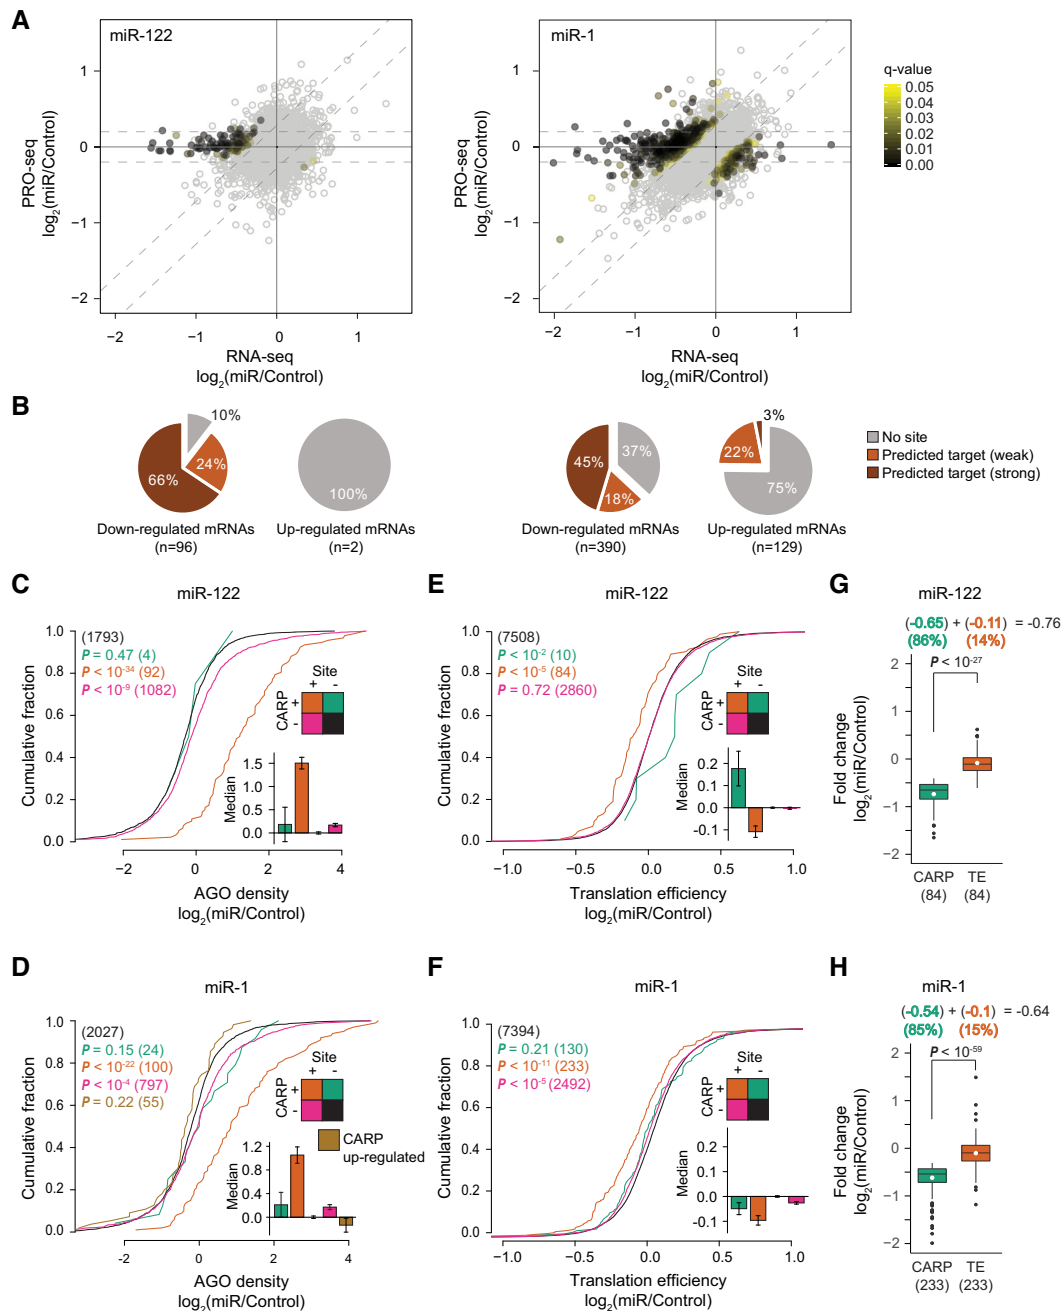 A
miR-122
1
0
−1
−2
PRO-seq
log2(miR/Control)
−2
−1
0
1
RNA-seq
log2(miR/Control)
miR-1
1
0
−1
−2
PRO-seq
log2(miR/Control)
−2
−1
0
1
RNA-seq
log2(miR/Control)
q-value
0.05
0.04
0.03
0.02
0.01
0.00
B
10%
24%
66%
Down-regulated mRNAs
(n=96)
100%
Up-regulated mRNAs
(n=2)
37%
45%
18%
Down-regulated mRNAs
(n=390)
3%
22%
75%
Up-regulated mRNAs
(n=129)
No site
Predicted target (weak)
Predicted target (strong)
C
miR-122
1.0
0.8
0.6
0.4
0.2
0.0
Cumulative fraction
(1793)
P = 0.47 (4)
P < 10-34 (92)
P < 10-9 (1082)
Site
+ -
CARP
+
-
Median
1.5
1.0
0.5
0.0
−2
0
2
4
AGO density
log2(miR/Control)
E
miR-122
1.0
0.8
0.6
0.4
0.2
0.0
Cumulative fraction
(7508)
P < 10-2 (10)
P < 10-5 (84)
P = 0.72 (2860)
Site
+ -
CARP
+
-
Median
0.2
0.1
0.0
-0.1
−1.0
−0.5
0.0
0.5
1.0
Translation efficiency
log2(miR/Control)
G
miR-122
(-0.65) + (-0.11) = -0.76
(86%) (14%)
P < 10-27
2
1
0
−1
−2
Fold change
log2(miR/Control)
CARP TE
(84) (84)
D
miR-1
1.0
0.8
0.6
0.4
0.2
0.0
Cumulative fraction
(2027)
P = 0.15 (24)
P < 10-22 (100)
P < 10-4 (797)
P = 0.22 (55)
Site
+ -
CARP
+
-
CARP
up-regulated
Median
1.2
0.8
0.4
0.0
-2
0
2
4
AGO density
log2(miR/Control)
F
miR-1
1.0
0.8
0.6
0.4
0.2
0.0
Cumulative fraction
(7394)
P = 0.21 (130)
P < 10-11 (233)
P < 10-5 (2492)
Site
+ -
CARP
+
-
Median
0.2
0.1
0.0
-0.1
−1.0
−0.5
0.0
0.5
1.0
Translation efficiency
log2(miR/Control)
H
miR-1
(-0.54) + (-0.1) = -0.64
(85%) (15%)
P < 10-59
2
1
0
−1
−2
Fold change
log2(miR/Control)
CARP TE
(233) (233)